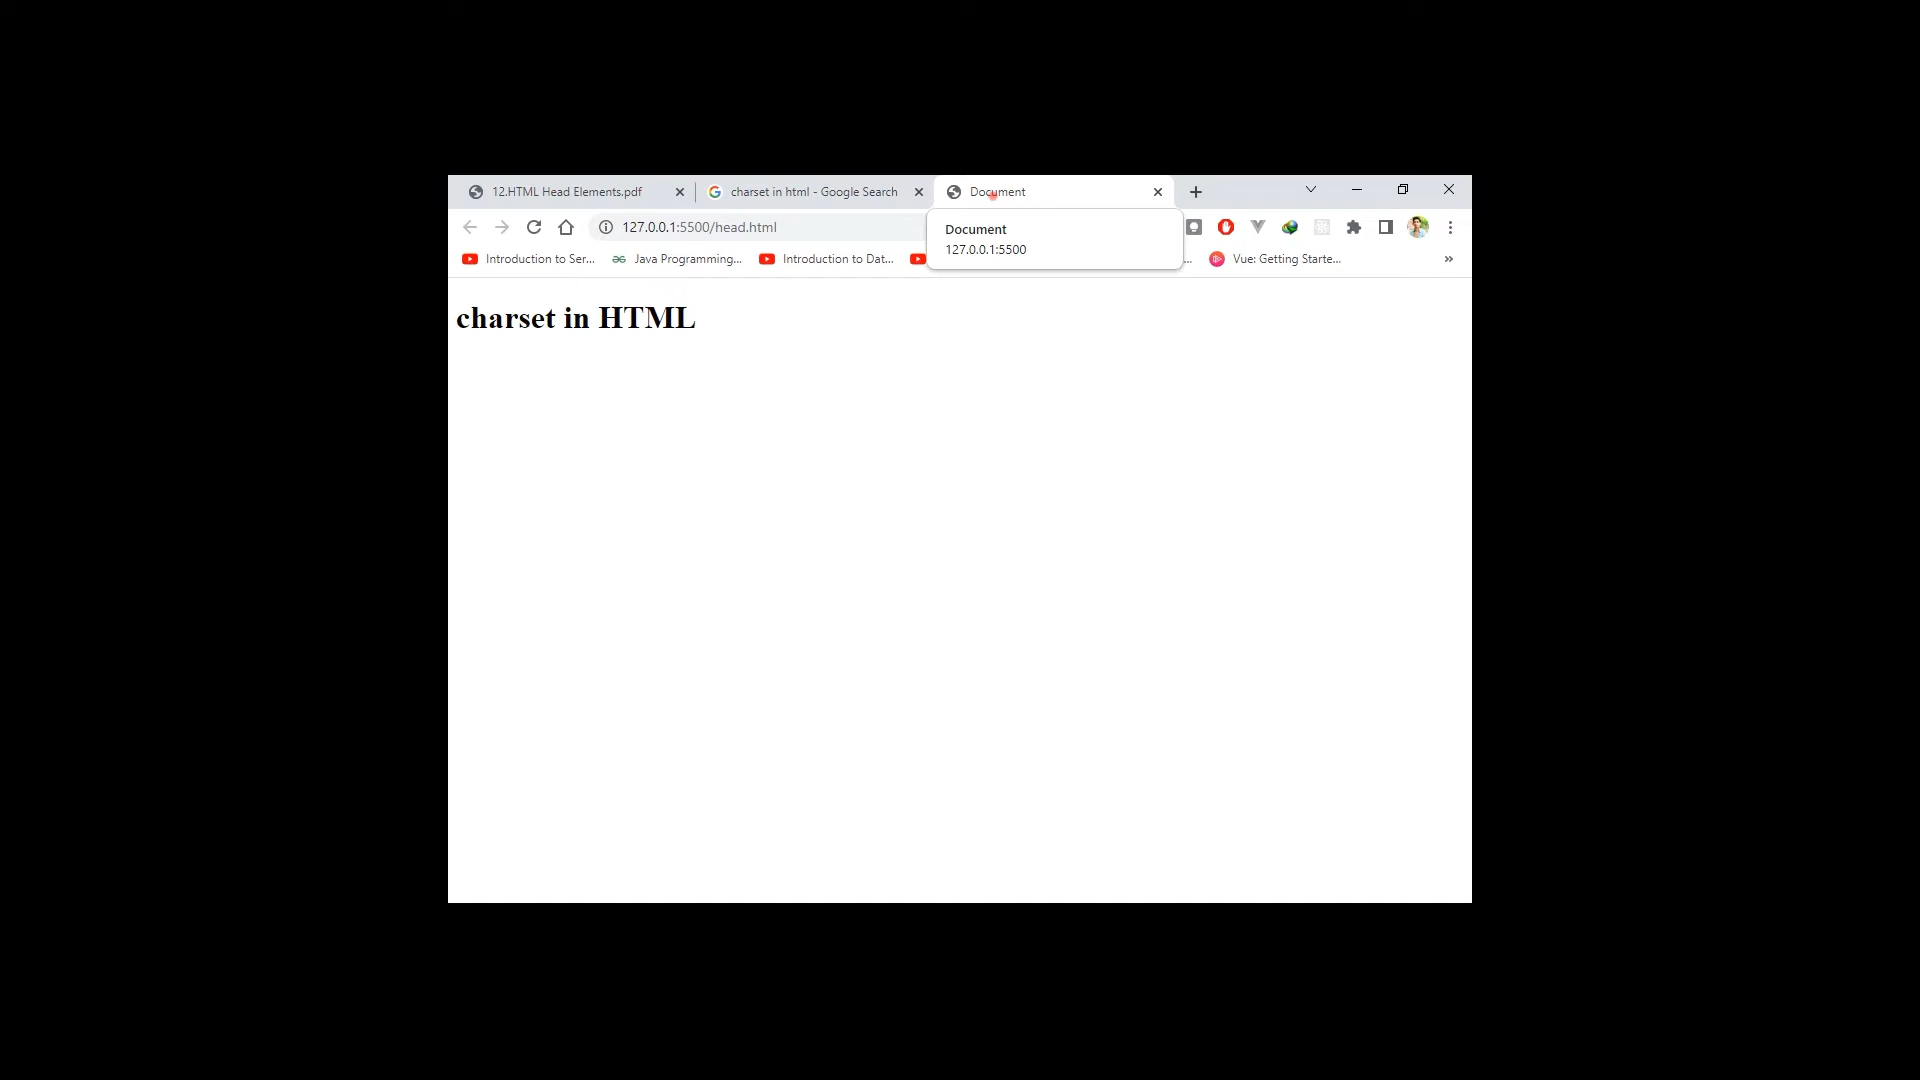 12.HTML Head Elements.pdf
charset in html - Google Search
Document
127.0.0.1:5500/head.html
Document
127.0.0.1:5500
Introduction to Ser...
Java Programming...
Introduction to Dat...
...
Vue: Getting Starte...
charset in HTML